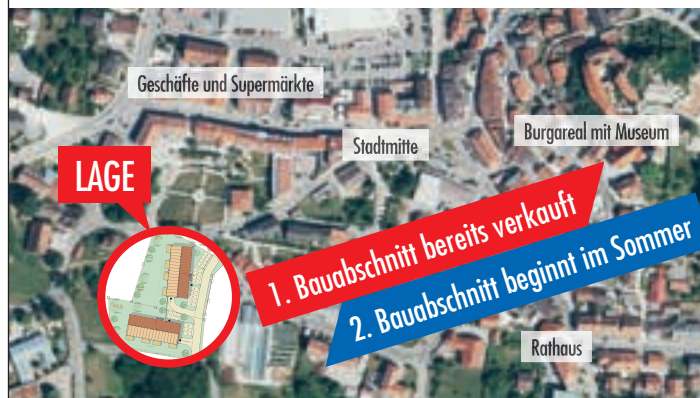 Geschäfte und Supermärkte
Stadtmitte
Burgareal mit Museum
LAGE
1. Bauabschnitt bereits verkauft
2. Bauabschnitt beginnt im Sommer
Rathaus